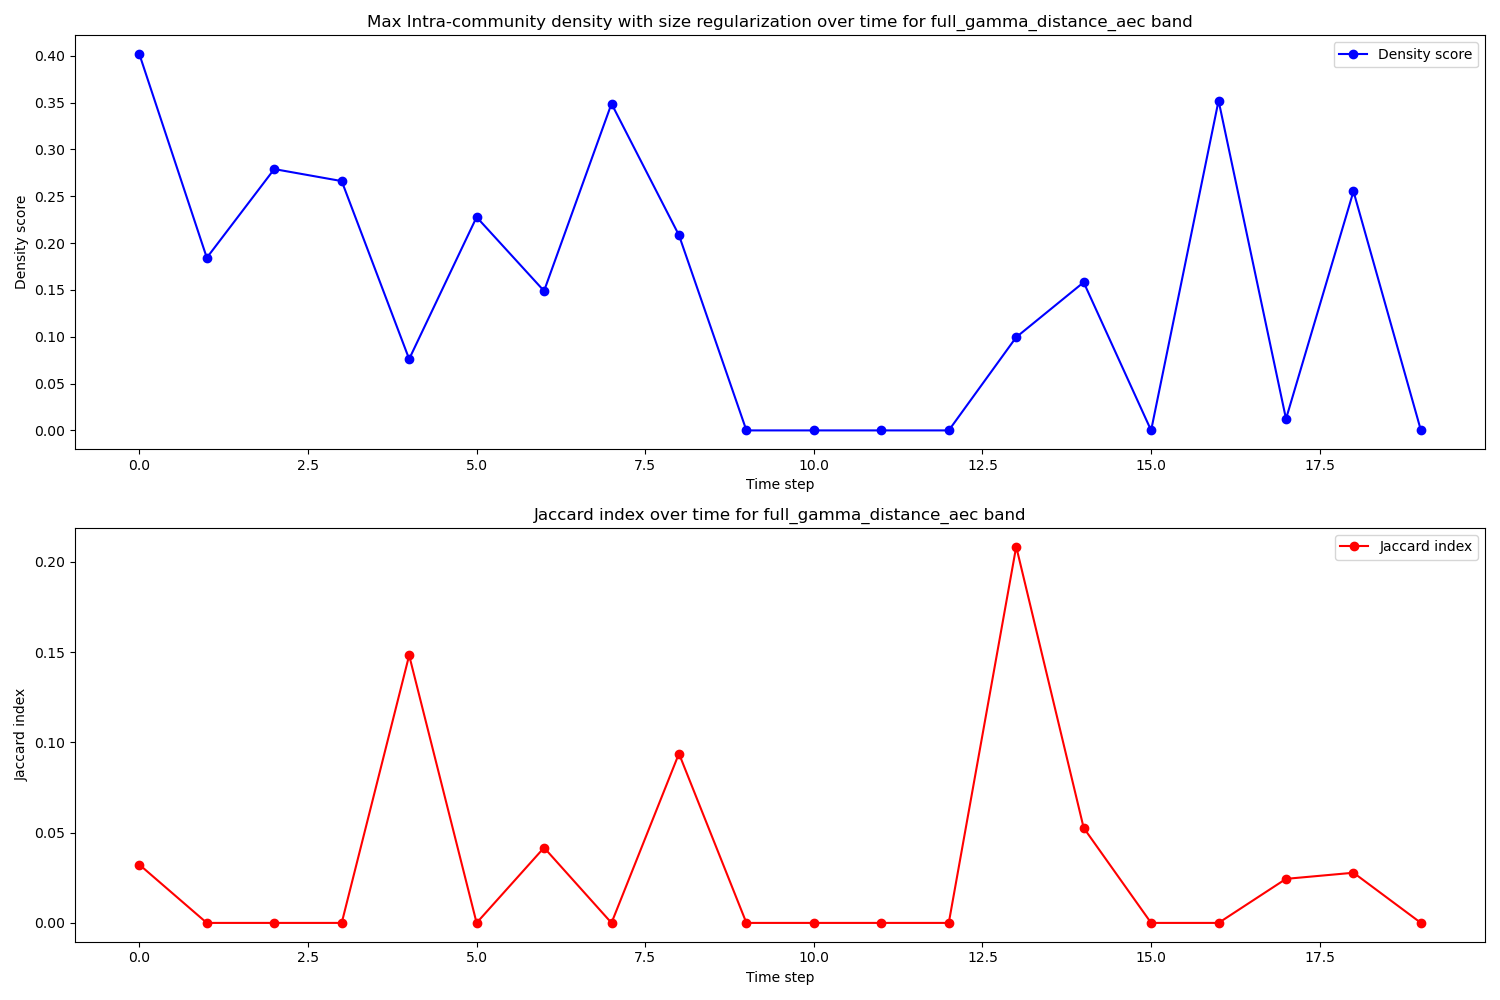 Max Intra-community density with size regularization over time for full_gamma_distance_aec band
Density score
0.40
0.35
0.30
0.25
0.20
0.15
0.10
0.05
0.00
Density score
0.0 2.5 5.0 7.5 10.0 12.5 15.0 17.5
Time step
Jaccard index over time for full_gamma_distance_aec band
Jaccard index
0.20
0.15
0.10
0.05
0.00
Jaccard index
0.0 2.5 5.0 7.5 10.0 12.5 15.0 17.5
Time step